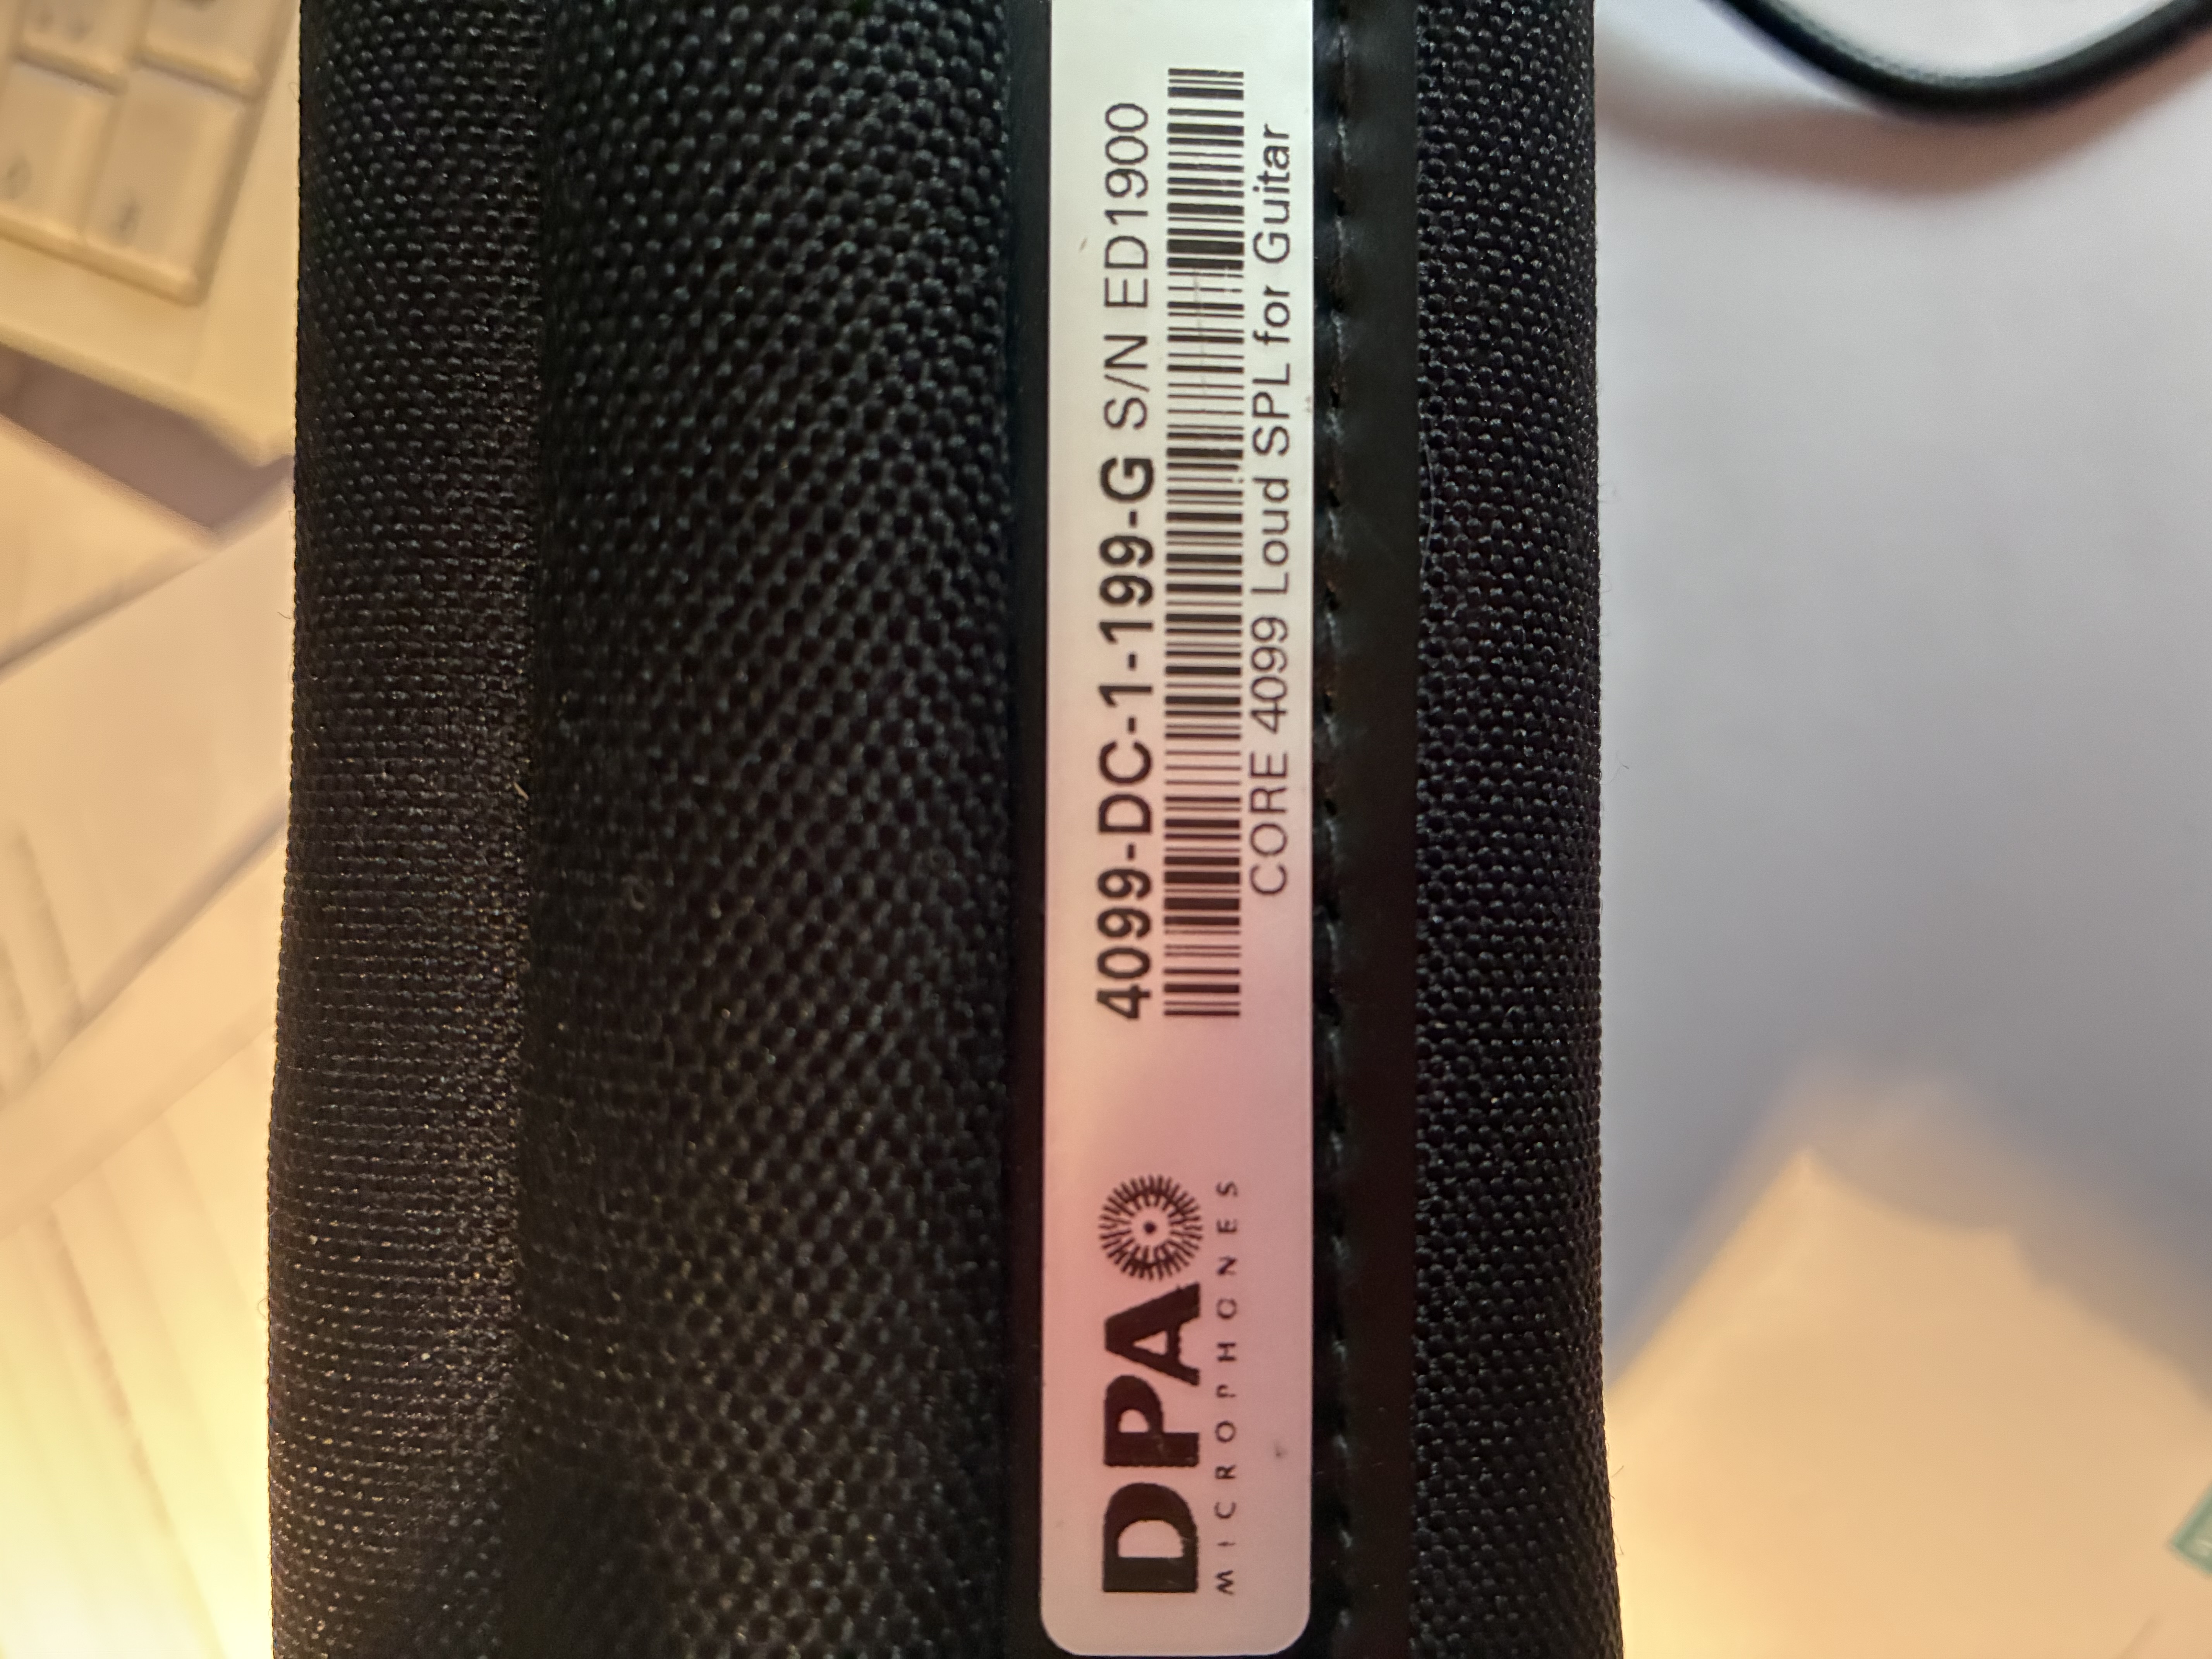 DPA
MICROPHONES
4099-DC-1-199-G S/N ED1900
CORE 4099 Loud SPL for Guitar